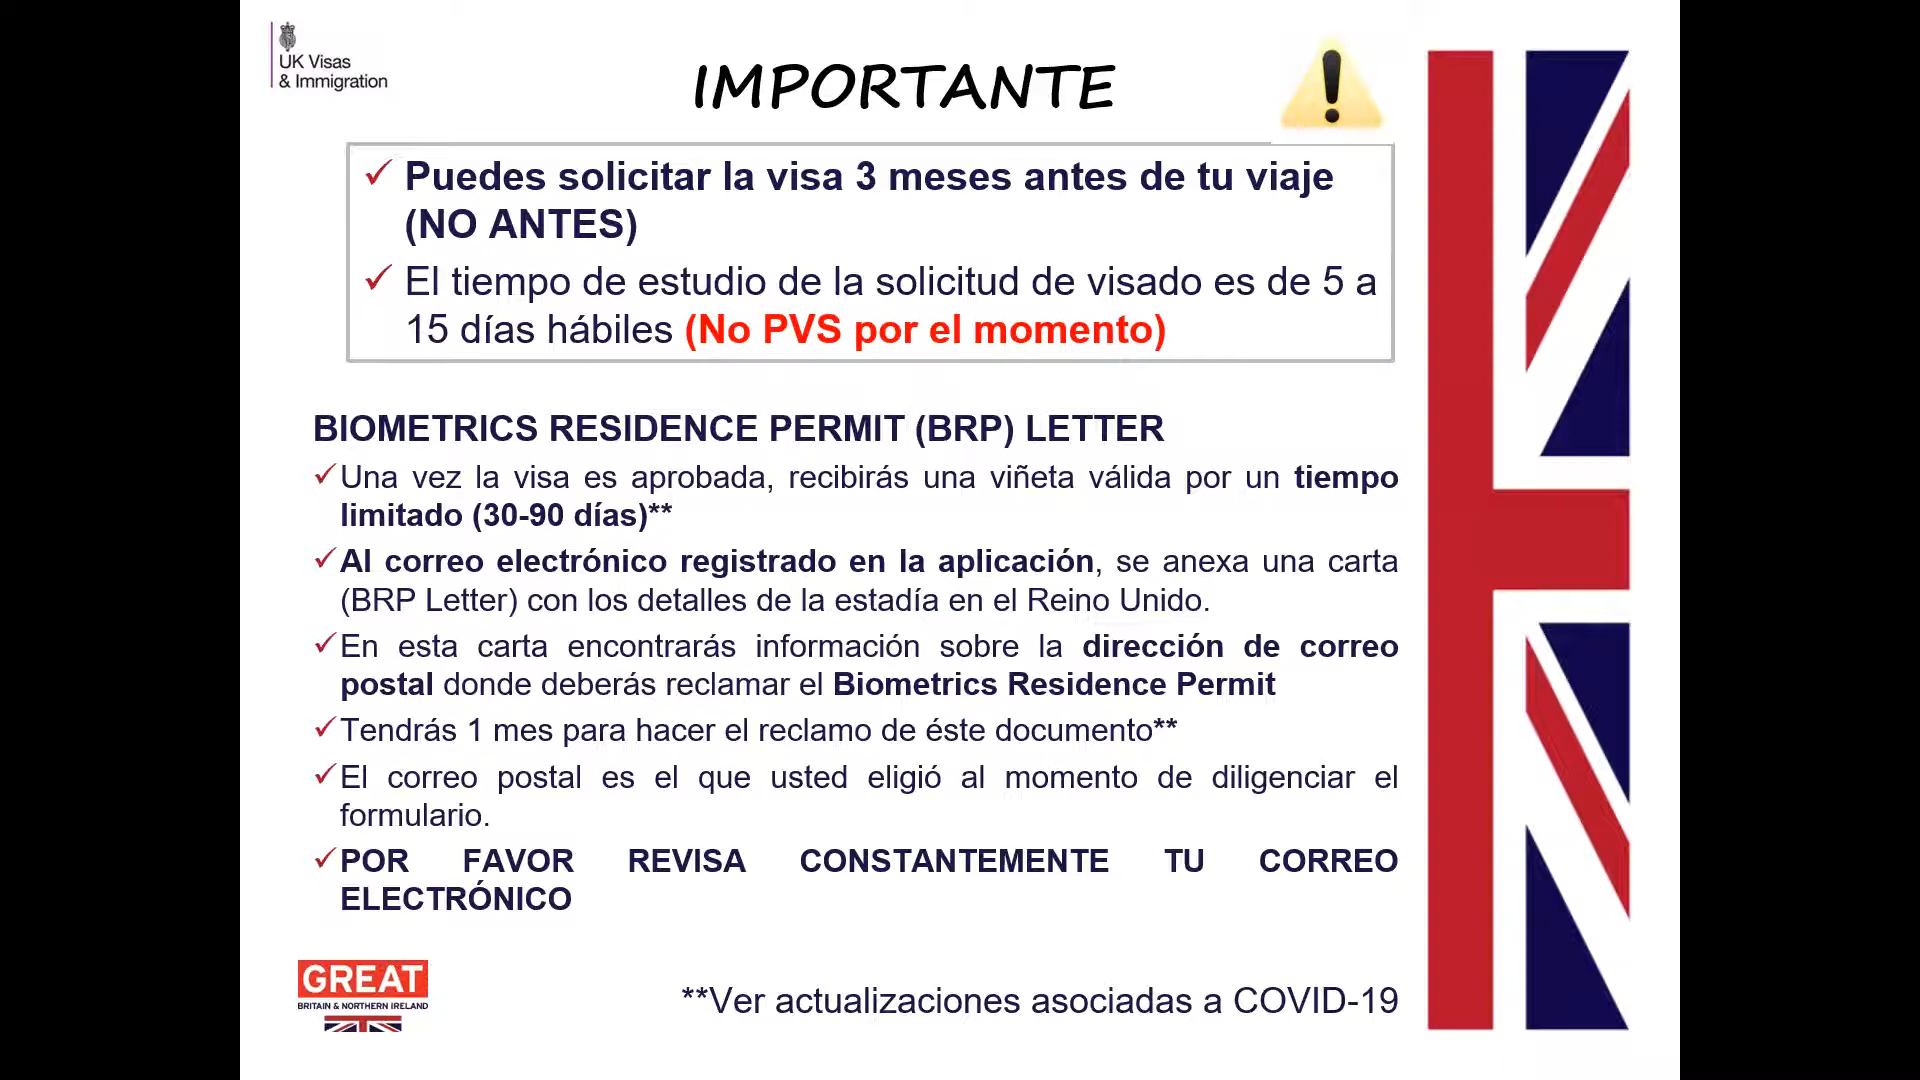 UK Visas
& Immigration
IMPORTANTE
Puedes solicitar la visa 3 meses antes de tu viaje
(NO ANTES)
El tiempo de estudio de la solicitud de visado es de 5 a
15 días hábiles (No PVS por el momento)
BIOMETRICS RESIDENCE PERMIT (BRP) LETTER
Una vez la visa es aprobada, recibirás una viñeta válida por un tiempo
limitado (30-90 días)**
Al correo electrónico registrado en la aplicación, se anexa una carta
(BRP Letter) con los detalles de la estadía en el Reino Unido.
En esta carta encontrarás información sobre la dirección de correo
postal donde deberás reclamar el Biometrics Residence Permit
Tendrás 1 mes para hacer el reclamo de éste documento**
El correo postal es el que usted eligió al momento de diligenciar el
formulario.
POR FAVOR REVISA CONSTANTEMENTE TU CORREO
ELECTRÓNICO
GREAT
BRITAIN & NORTHERN IRELAND
**Ver actualizaciones asociadas a COVID-19